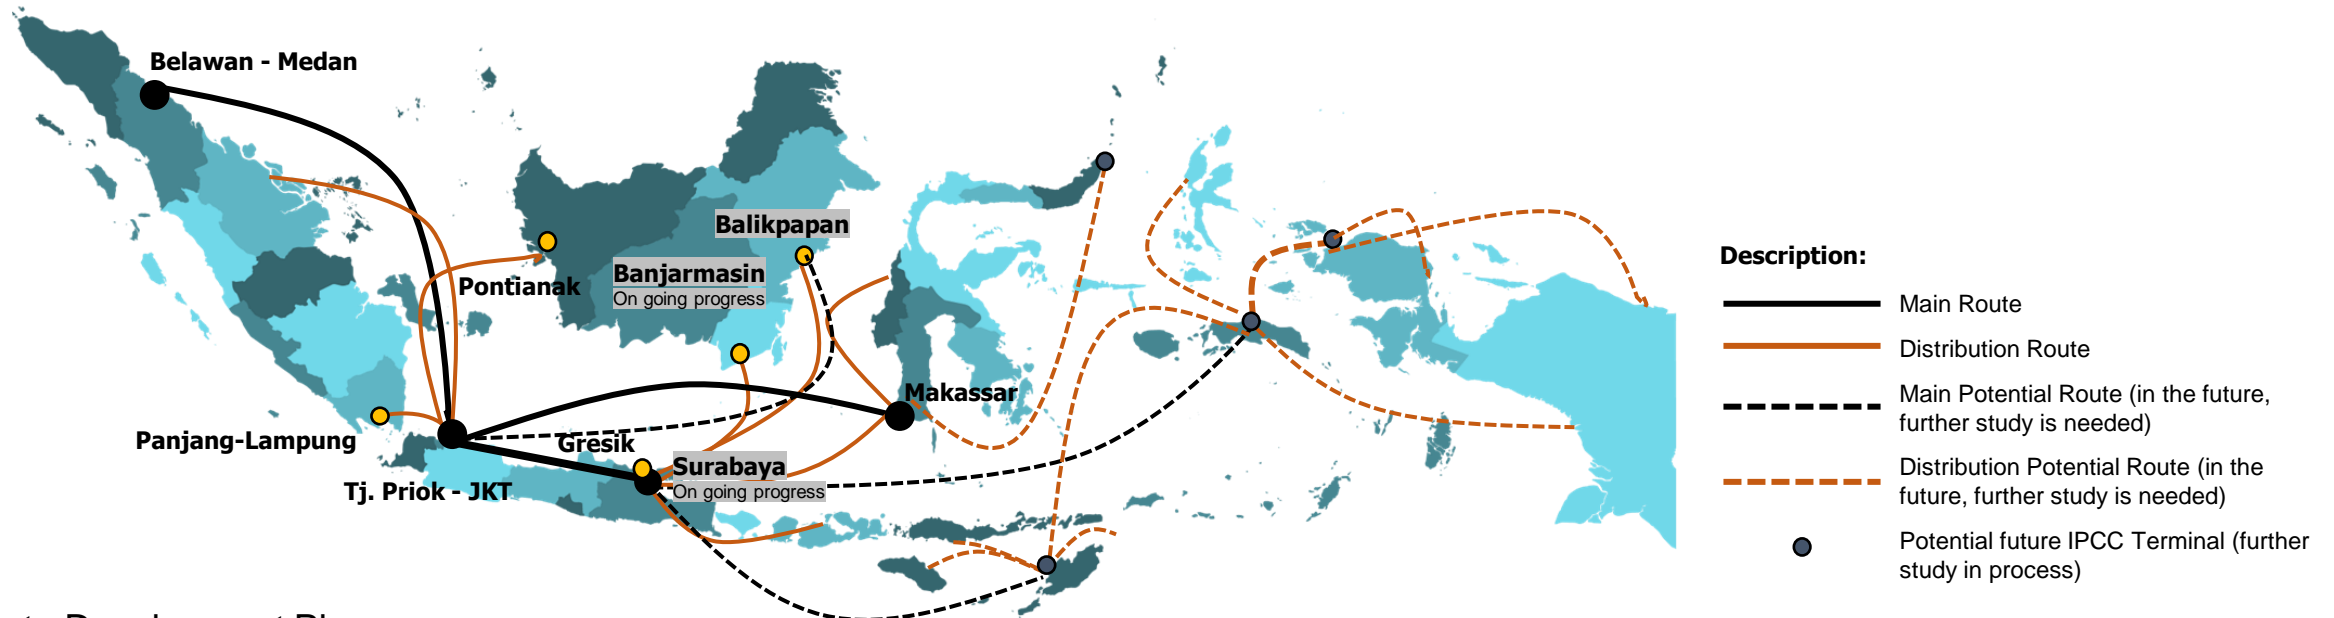 Belawan - Medan
Balikpapan
Banjarmasin
On going progress
Pontianak
Makassar
Panjang-Lampung
Gresik
Surabaya
On going progress
Tj. Priok - JKT
Description:
Main Route
Distribution Route
Main Potential Route (in the future,
further study is needed)
Distribution Potential Route (in the
future, further study is needed)
Potential future IPCC Terminal (further
study in process)